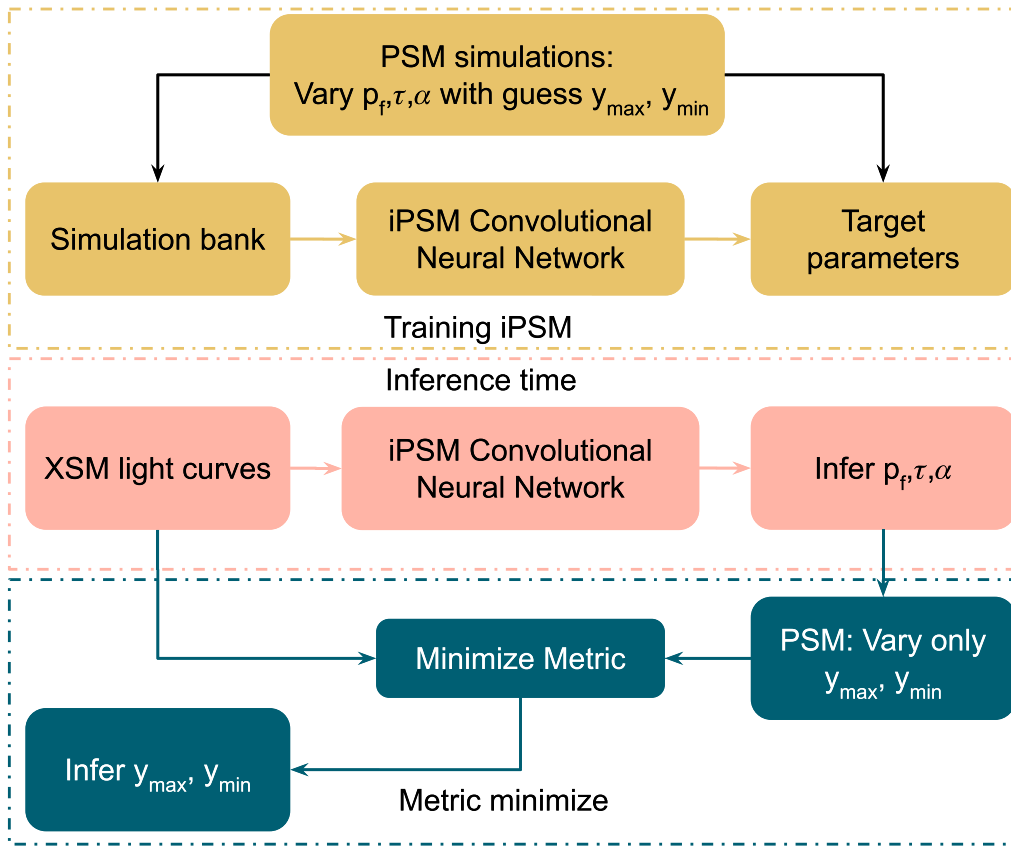 PSM simulations:
Vary p_f,τ,α with guess y_max, y_min
Simulation bank
iPSM Convolutional
Neural Network
Target
parameters
Training iPSM
Inference time
XSM light curves
iPSM Convolutional
Neural Network
Infer p_f,τ,α
Minimize Metric
PSM: Vary only
y_max, y_min
Infer y_max, y_min
Metric minimize